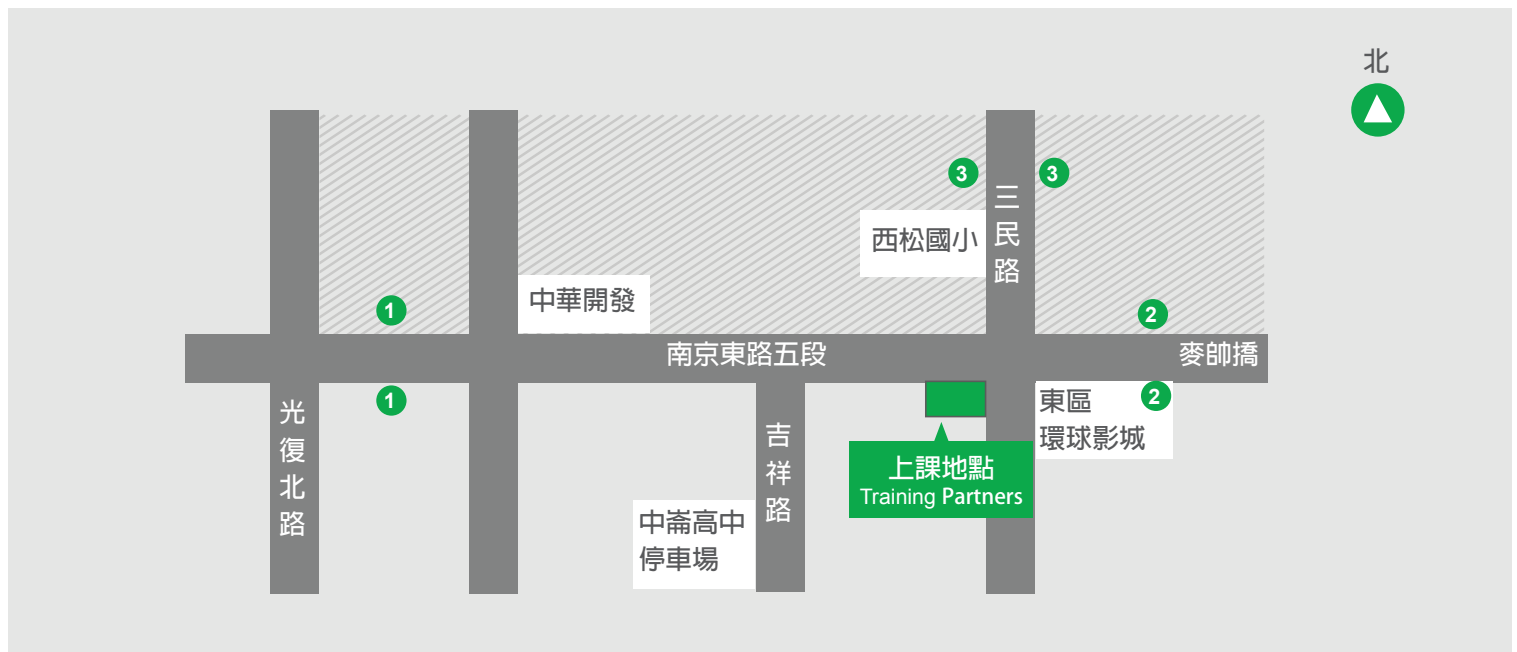 北
3
3
三民路
西松國小
中華開發
1
2
南京東路五段
麥帥撟
1
光復北路
吉祥路
東區
2
環球影城
上課地點
Training Partners
中崙高中
停車場